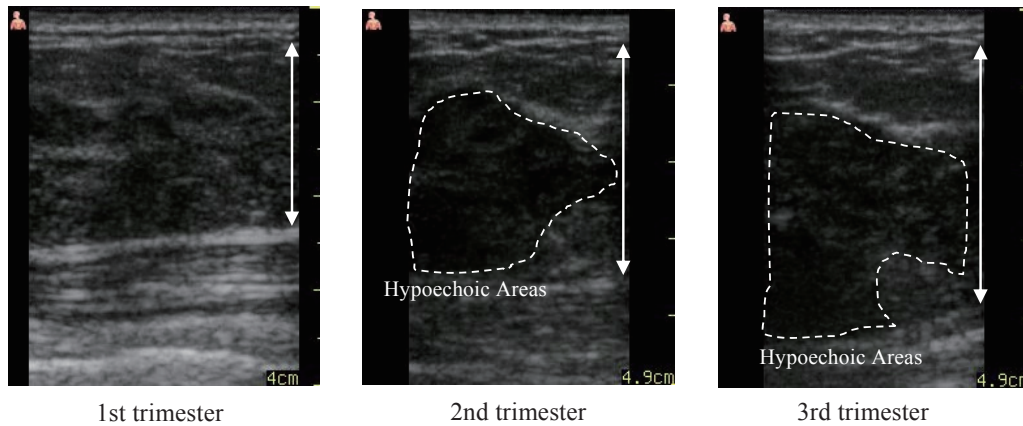 4cm
1st trimester
Hypoechoic Areas
4.9cm
2nd trimester
Hypoechoic Areas
4.9cm
3rd trimester